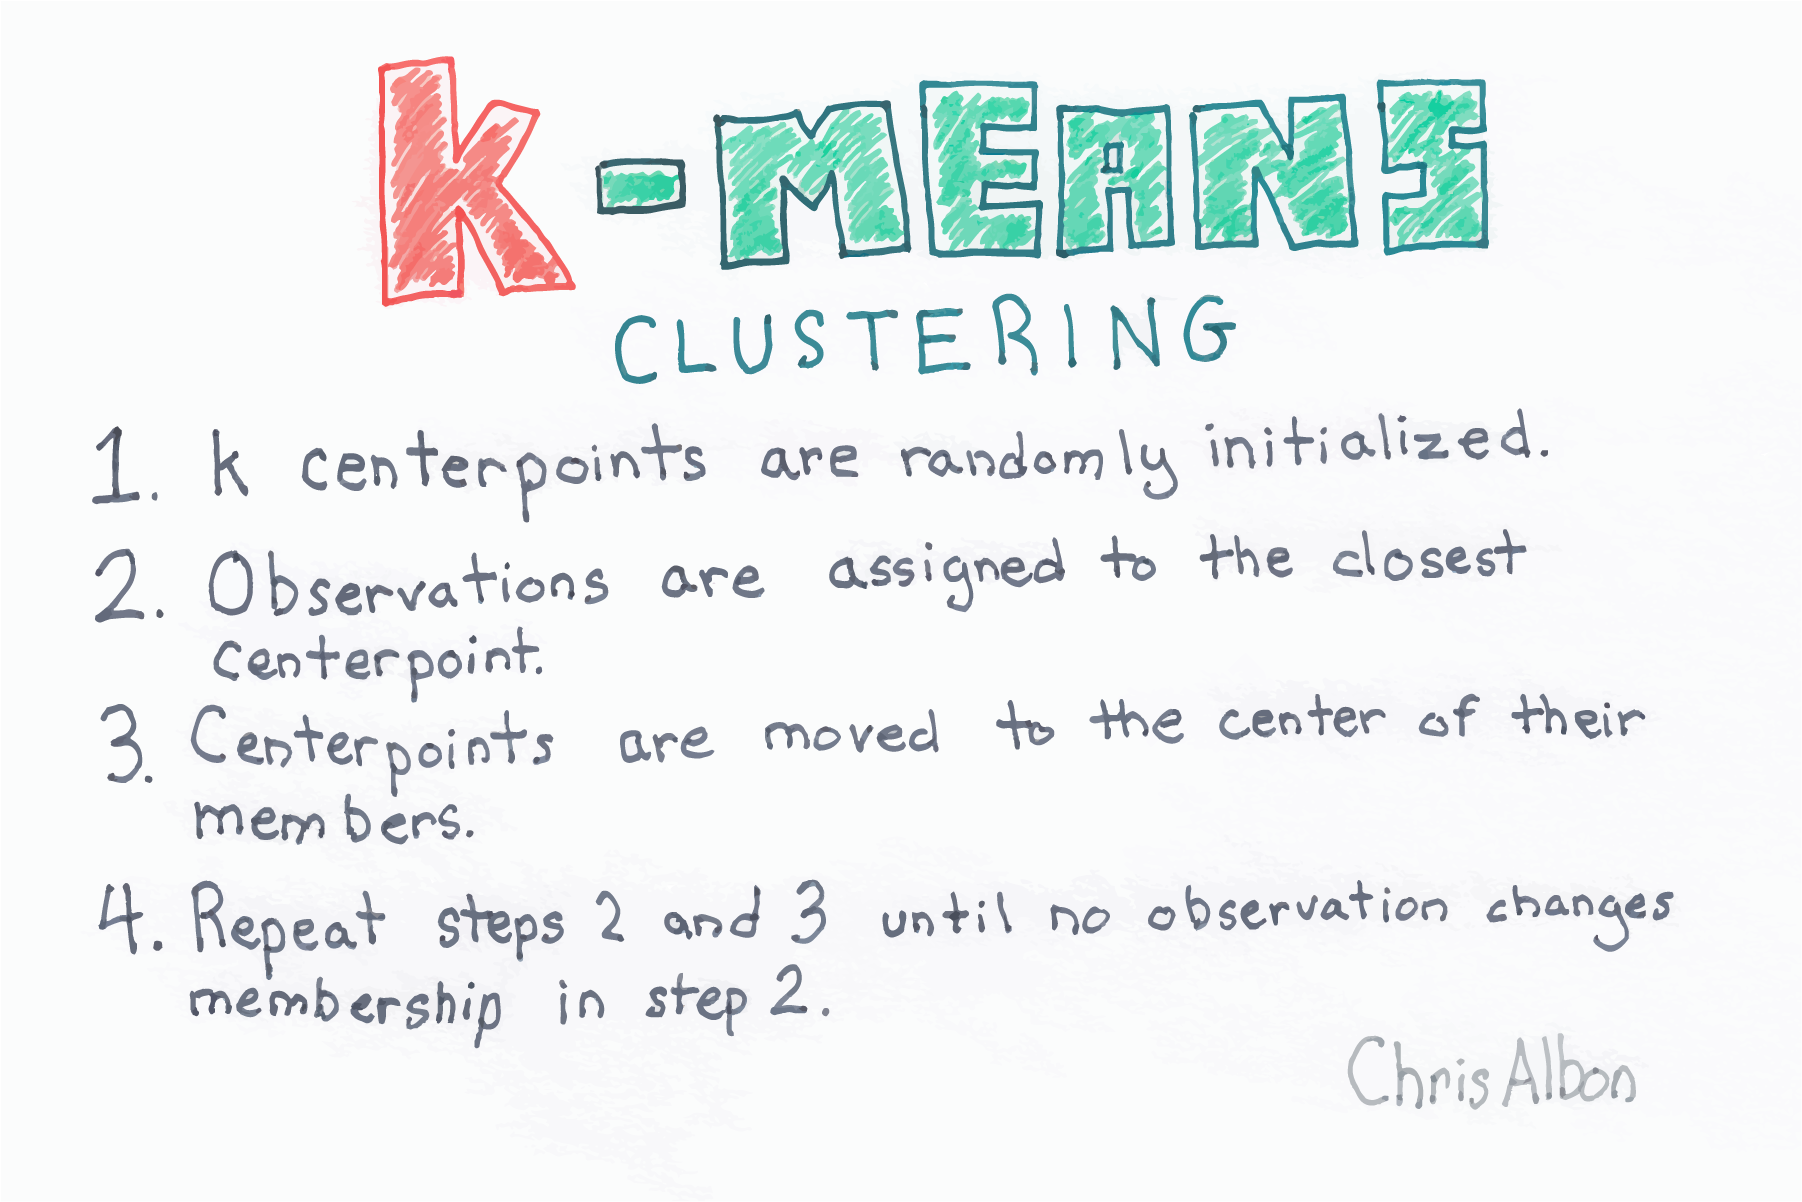 K-MEANS
CLUSTERING
1. k centerpoints are randomly initialized.
2. Observations are assigned to the closest
centerpoint.
3. Centerpoints are moved to the center of their
members.
4. Repeat steps 2 and 3 until no observation changes
membership in step 2.
Chris Albon